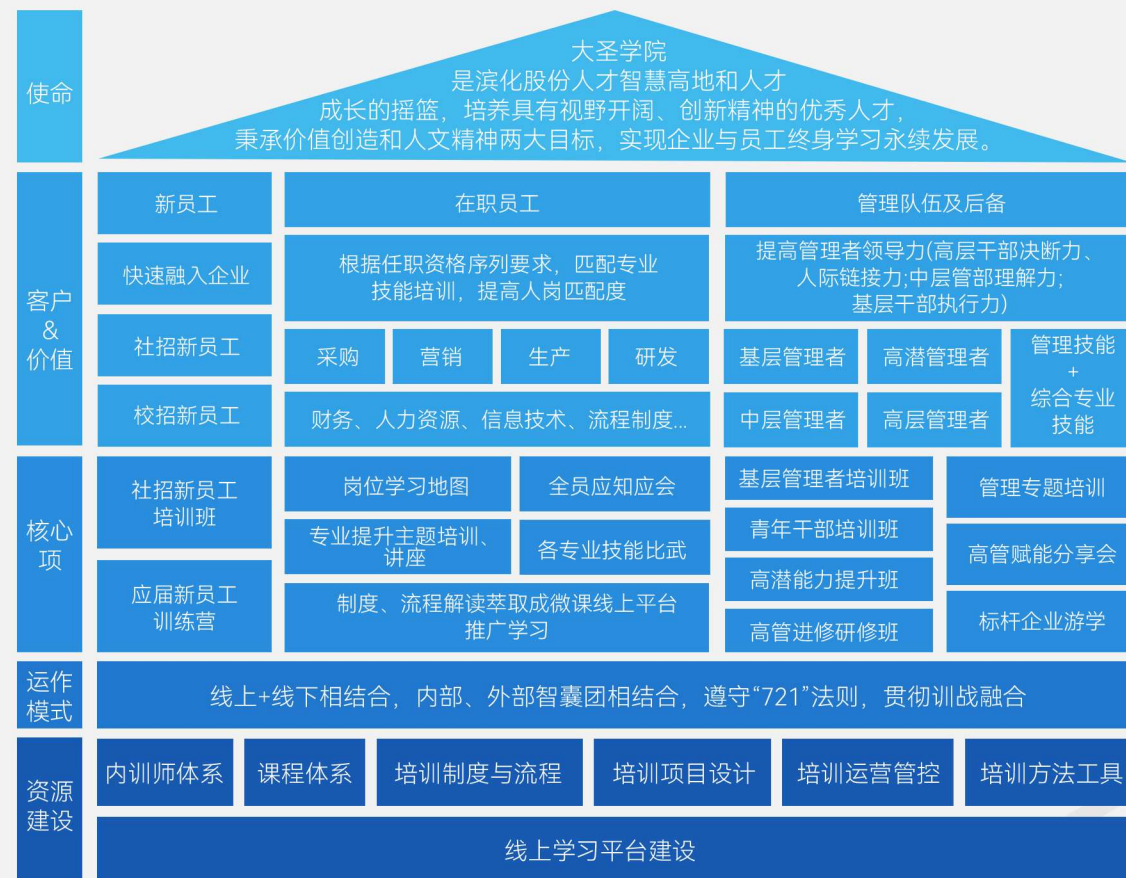 使命
大圣学院
是滨化股份人才智慧高地和人才
成长的摇篮，培养具有视野开阔、创新精神的优秀人才，
秉承价值创造和人文精神两大目标，实现企业与员工终身学习永续发展。
客户
&
价值
新员工
在职员工
管理队伍及后备
快速融入企业
根据任职资格序列要求，匹配专业
技能培训，提高人岗匹配度
提高管理者领导力(高层干部决断力、
人际链接力;中层管部理解力;
基层干部执行力)
社招新员工
采购
营销
生产
研发
基层管理者
高潜管理者
管理技能
+
综合专业
技能
校招新员工
财务、人力资源、信息技术、流程制度...
中层管理者
高层管理者
核心
项
社招新员工
培训班
岗位学习地图
全员应知应会
基层管理者培训班
管理专题培训
专业提升主题培训、
讲座
各专业技能比武
青年干部培训班
高管赋能分享会
应届新员工
训练营
制度、流程解读萃取成微课线上平台
推广学习
高潜能力提升班
高管进修研修班
标杆企业游学
运作
模式
线上+线下相结合，内部、外部智囊团相结合，遵守“721”法则，贯彻训战融合
资源
建设
内训师体系
课程体系
培训制度与流程
培训项目设计
培训运营管控
培训方法工具
线上学习平台建设